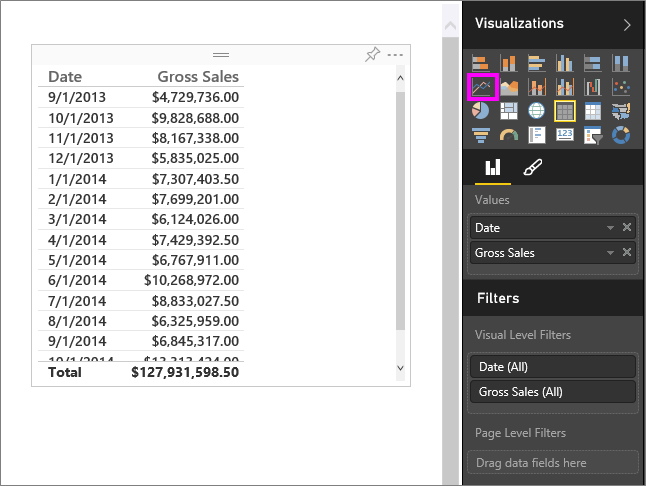 Visualizations
Date Gross Sales
9/1/2013 $4,729,736.00
10/1/2013 $9,828,688.00
11/1/2013 $8,167,338.00
12/1/2013 $5,835,025.00
1/1/2014 $7,307,403.50
2/1/2014 $7,699,201.00
3/1/2014 $6,124,026.00
4/1/2014 $7,429,392.50
5/1/2014 $6,767,911.00
6/1/2014 $10,268,972.00
7/1/2014 $8,833,027.50
8/1/2014 $6,325,959.00
9/1/2014 $6,845,317.00
10/1/2014
Total $127,931,598.50
123
Values
Date
Gross Sales
Filters
Visual Level Filters
Date (All)
Gross Sales (All)
Page Level Filters
Drag data fields here